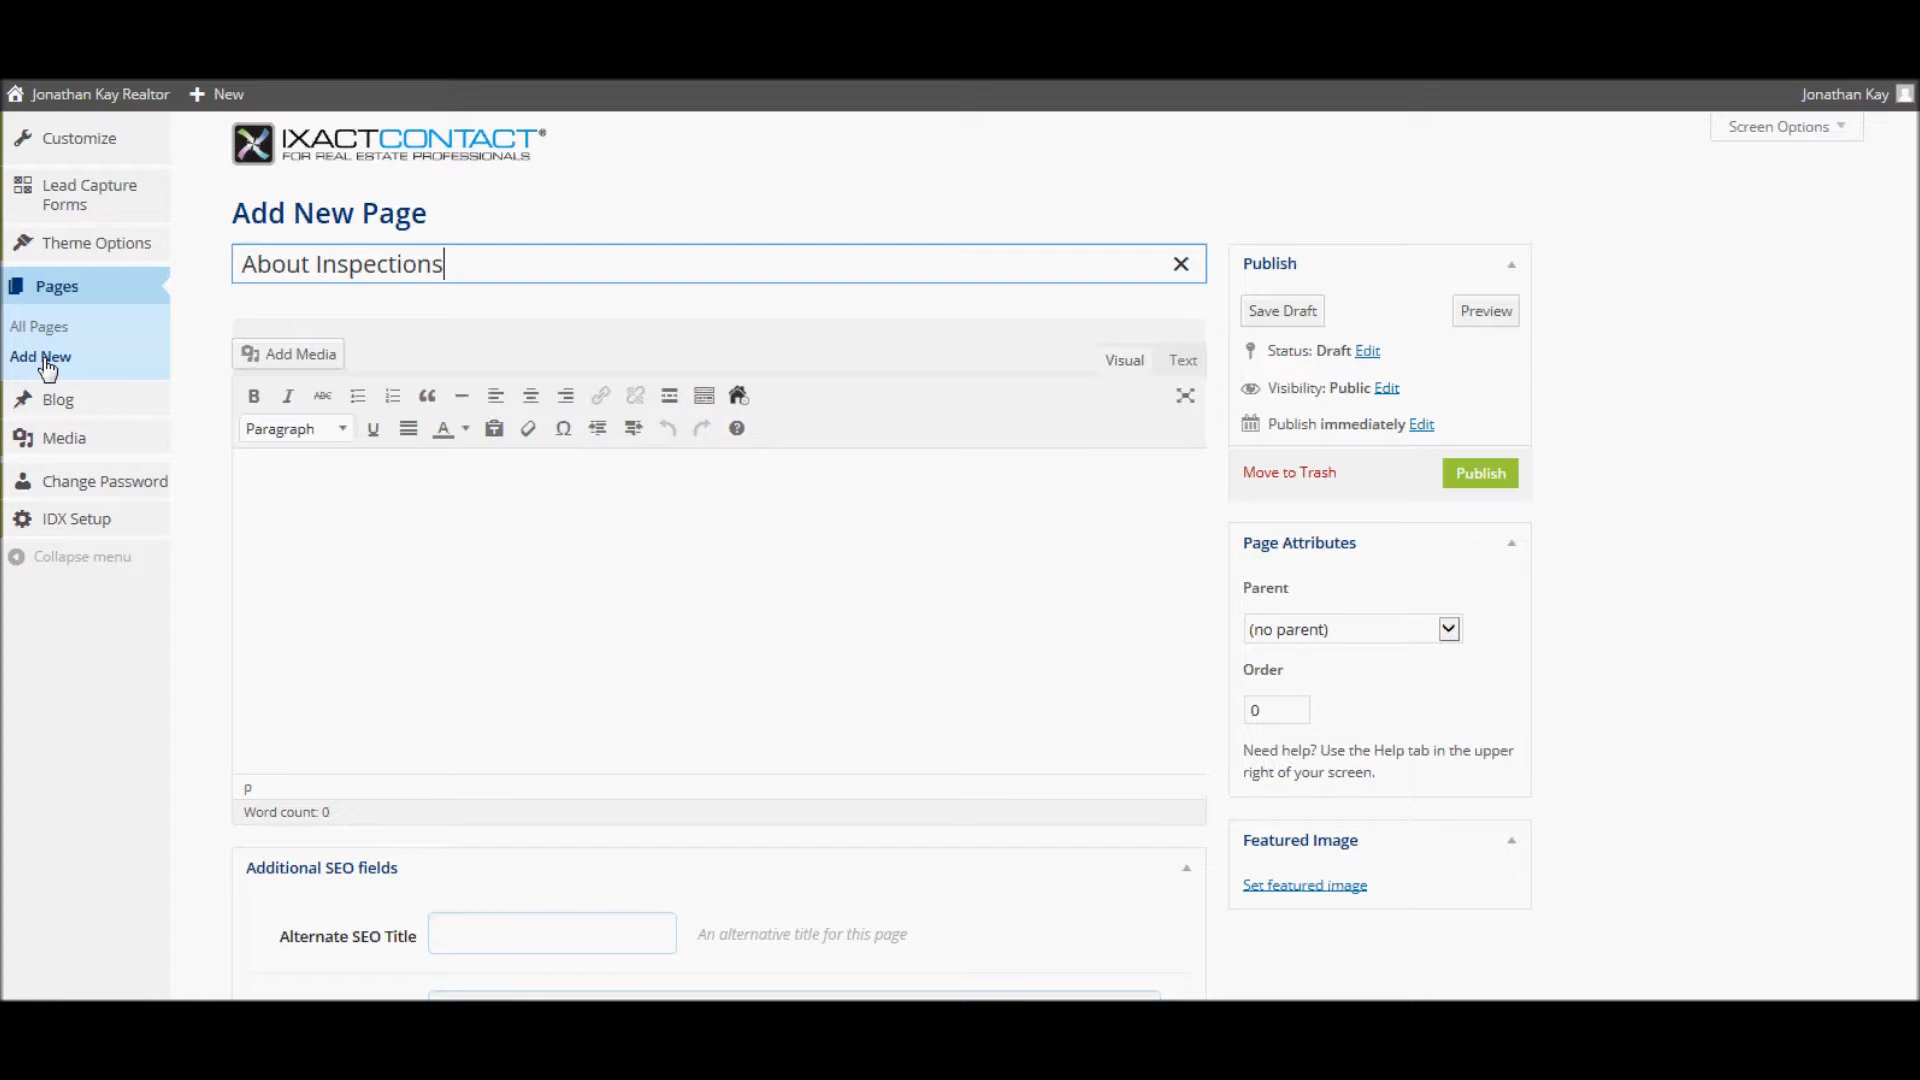 Jonathan Kay Realtor
New
Jonathan Kay
Customize
Lead Capture
Forms
Theme Options
Pages
All Pages
Add New
Blog
Media
Change Password
IDX Setup
Collapse menu
IXACTCONTACT®
FOR REAL ESTATE PROFESSIONALS
Screen Options
Add New Page
About Inspections
Add Media
Visual
Text
B I ABC
Paragraph U A Ω
p
Word count: 0
Additional SEO fields
Alternate SEO Title
An alternative title for this page
Publish
Save Draft
Preview
Status: Draft Edit
Visibility: Public Edit
Publish immediately Edit
Move to Trash
Publish
Page Attributes
Parent
(no parent)
Order
0
Need help? Use the Help tab in the upper
right of your screen.
Featured Image
Set featured image